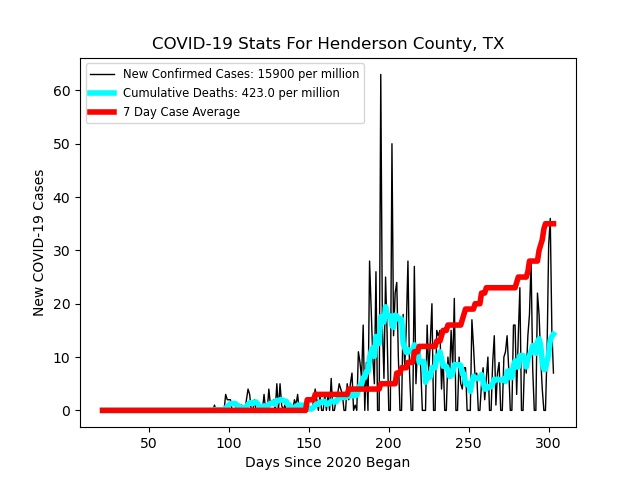 COVID-19 Stats For Henderson County, TX
New Confirmed Cases: 15900 per million
Cumulative Deaths: 423.0 per million
7 Day Case Average
New COVID-19 Cases
60
50
40
30
20
10
0
50 100 150 200 250 300
Days Since 2020 Began